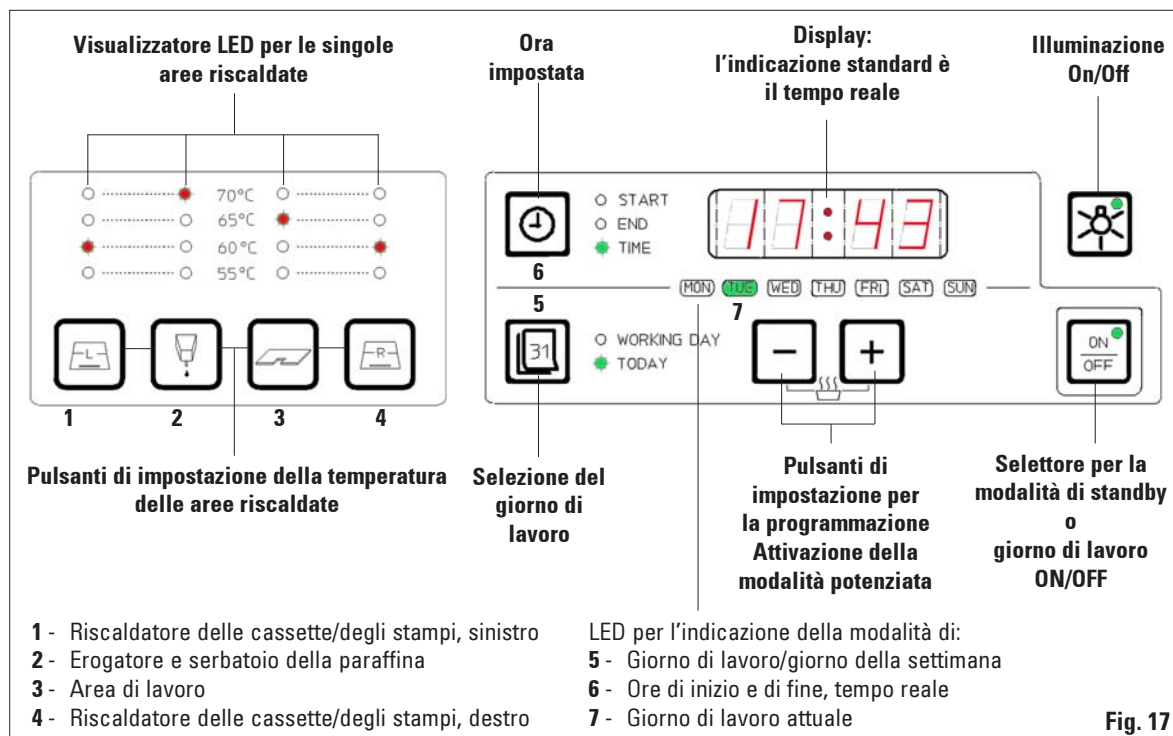 Visualizzatore LED per le singole
aree riscaldate
Ora
impostata
Display:
l'indicazione standard è
il tempo reale
Illuminazione
On/Off
70°C
65°C
60°C
55°C
L
R
1
2
3
4
START
END
TIME
17:43
6
5
MON TUE WED THU FRI SAT SUN
7
31
WORKING DAY
TODAY
− +
ON
OFF
Pulsanti di impostazione della temperatura
delle aree riscaldate
Selezione del
giorno di
lavoro
Pulsanti di
impostazione per
la programmazione
Attivazione della
modalità potenziata
Selettore per la
modalità di standby
o
giorno di lavoro
ON/OFF
1 - Riscaldatore delle cassette/degli stampi, sinistro
2 - Erogatore e serbatoio della paraffina
3 - Area di lavoro
4 - Riscaldatore delle cassette/degli stampi, destro
LED per l'indicazione della modalità di:
5 - Giorno di lavoro/giorno della settimana
6 - Ore di inizio e di fine, tempo reale
7 - Giorno di lavoro attuale
Fig. 17